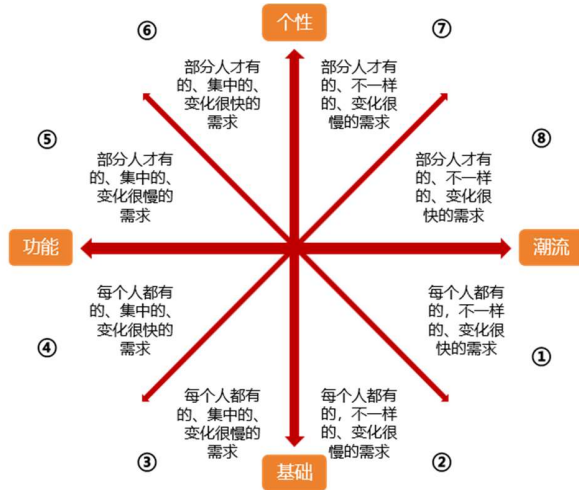 ⑥
个性
⑦
部分人才有
的、集中的、
变化很快的
需求
部分人才有
的、不一样
的、变化很
慢的需求
⑤
⑧
部分人才有
的、集中的、
变化很慢的
需求
部分人才有
的、不一样
的、变化很
快的需求
功能
潮流
每个人都有
的、集中的、
变化很快的
需求
每个人都有
的，不一样
的、变化很
快的需求
④
①
每个人都有
的、集中的、
变化很慢的
需求
每个人都有
的，不一样
的、变化很
慢的需求
③
基础
②